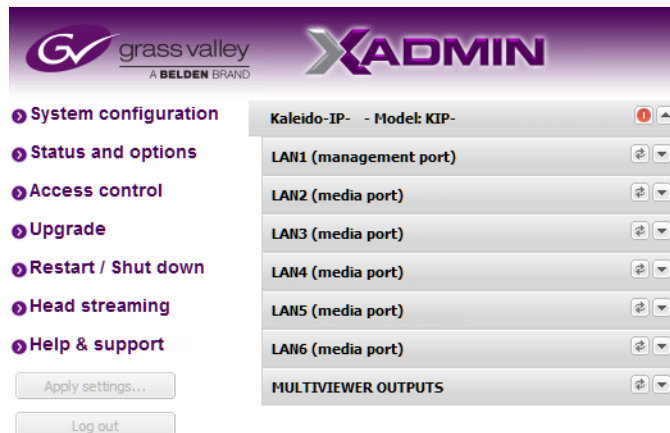 GV grass valley
A BELDEN BRAND
XADMIN
System configuration
Status and options
Access control
Upgrade
Restart / Shut down
Head streaming
Help & support
Apply settings...
Log out
Kaleido-IP- - Model: KIP-
LAN1 (management port)
LAN2 (media port)
LAN3 (media port)
LAN4 (media port)
LAN5 (media port)
LAN6 (media port)
MULTIVIEWER OUTPUTS